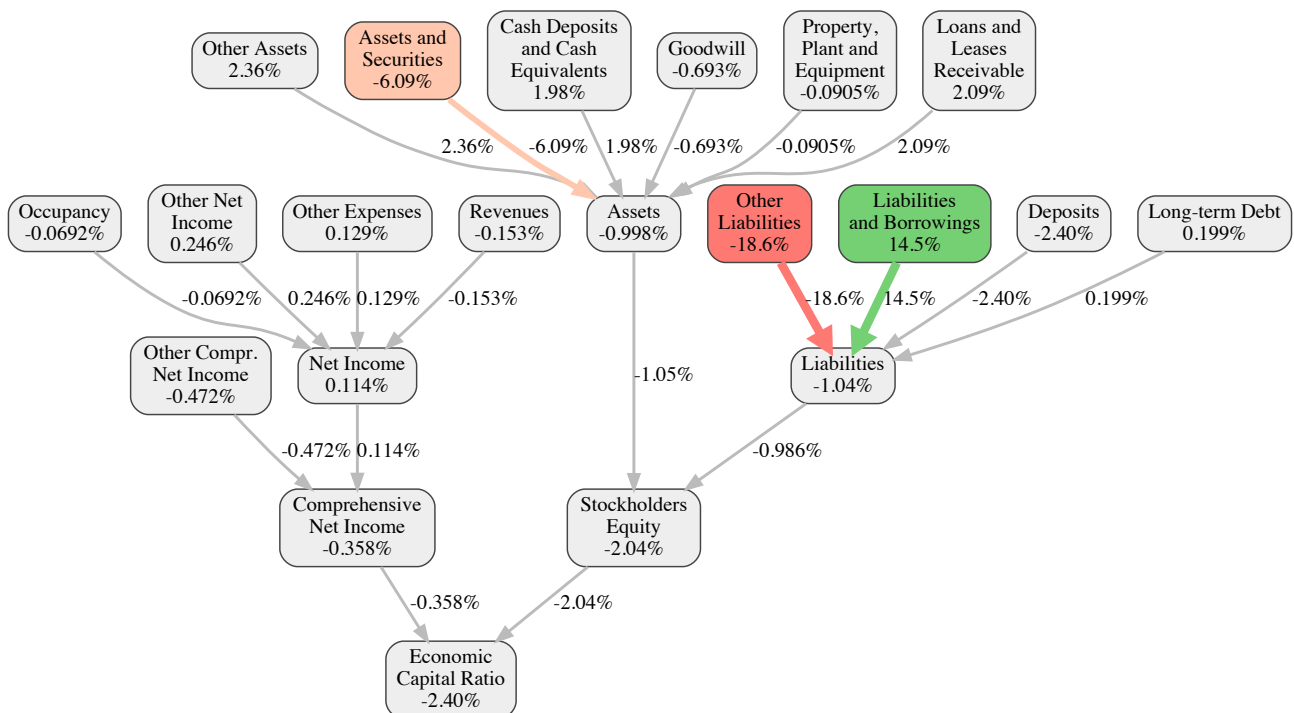 Other Assets
2.36%
Assets and
Securities
-6.09%
Cash Deposits
and Cash
Equivalents
1.98%
Goodwill
-0.693%
Property,
Plant and
Equipment
-0.0905%
Loans and
Leases
Receivable
2.09%
2.36%
-6.09%
1.98%
-0.693%
-0.0905%
2.09%
Occupancy
-0.0692%
Other Net
Income
0.246%
Other Expenses
0.129%
Revenues
-0.153%
Assets
-0.998%
Other
Liabilities
-18.6%
Liabilities
and Borrowings
14.5%
Deposits
-2.40%
Long-term Debt
0.199%
-0.0692%
0.246%
0.129%
-0.153%
-18.6%
14.5%
-2.40%
0.199%
Other Compr.
Net Income
-0.472%
Net Income
0.114%
-1.05%
Liabilities
-1.04%
-0.472%
0.114%
-0.986%
Comprehensive
Net Income
-0.358%
Stockholders
Equity
-2.04%
-0.358%
-2.04%
Economic
Capital Ratio
-2.40%